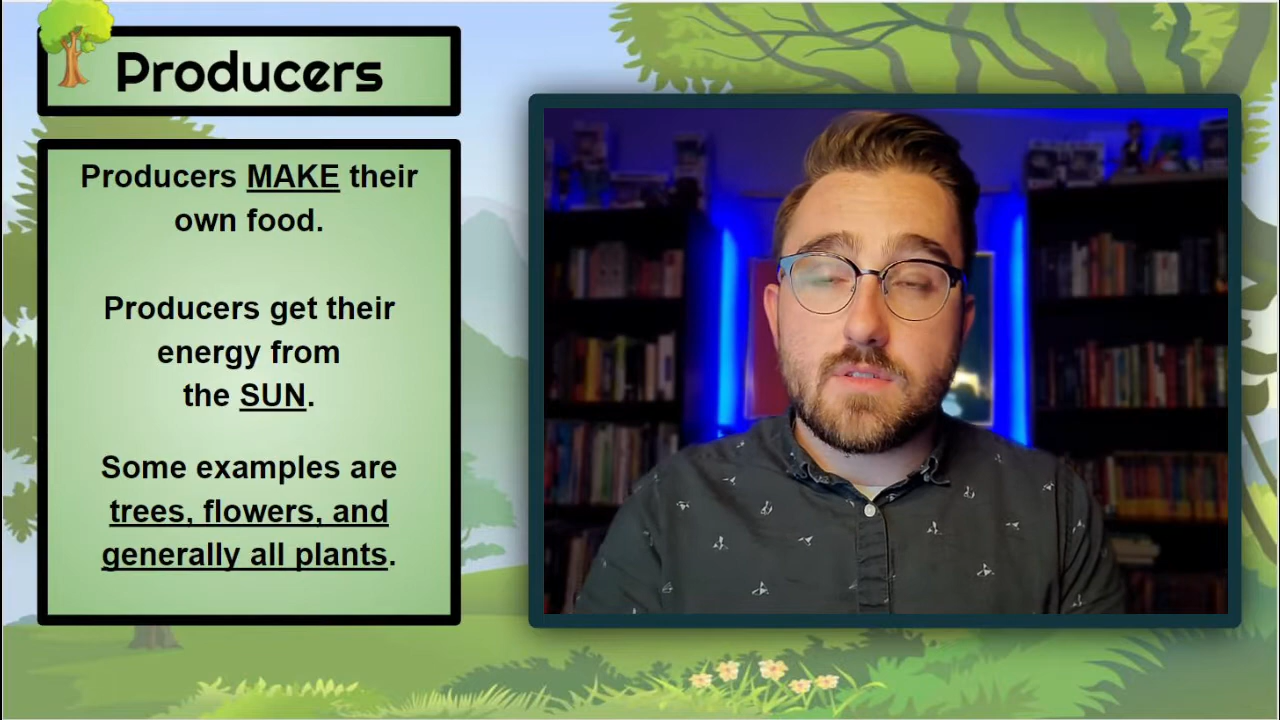 Producers
Producers MAKE their
own food.
Producers get their
energy from
the SUN.
Some examples are
trees, flowers, and
generally all plants.